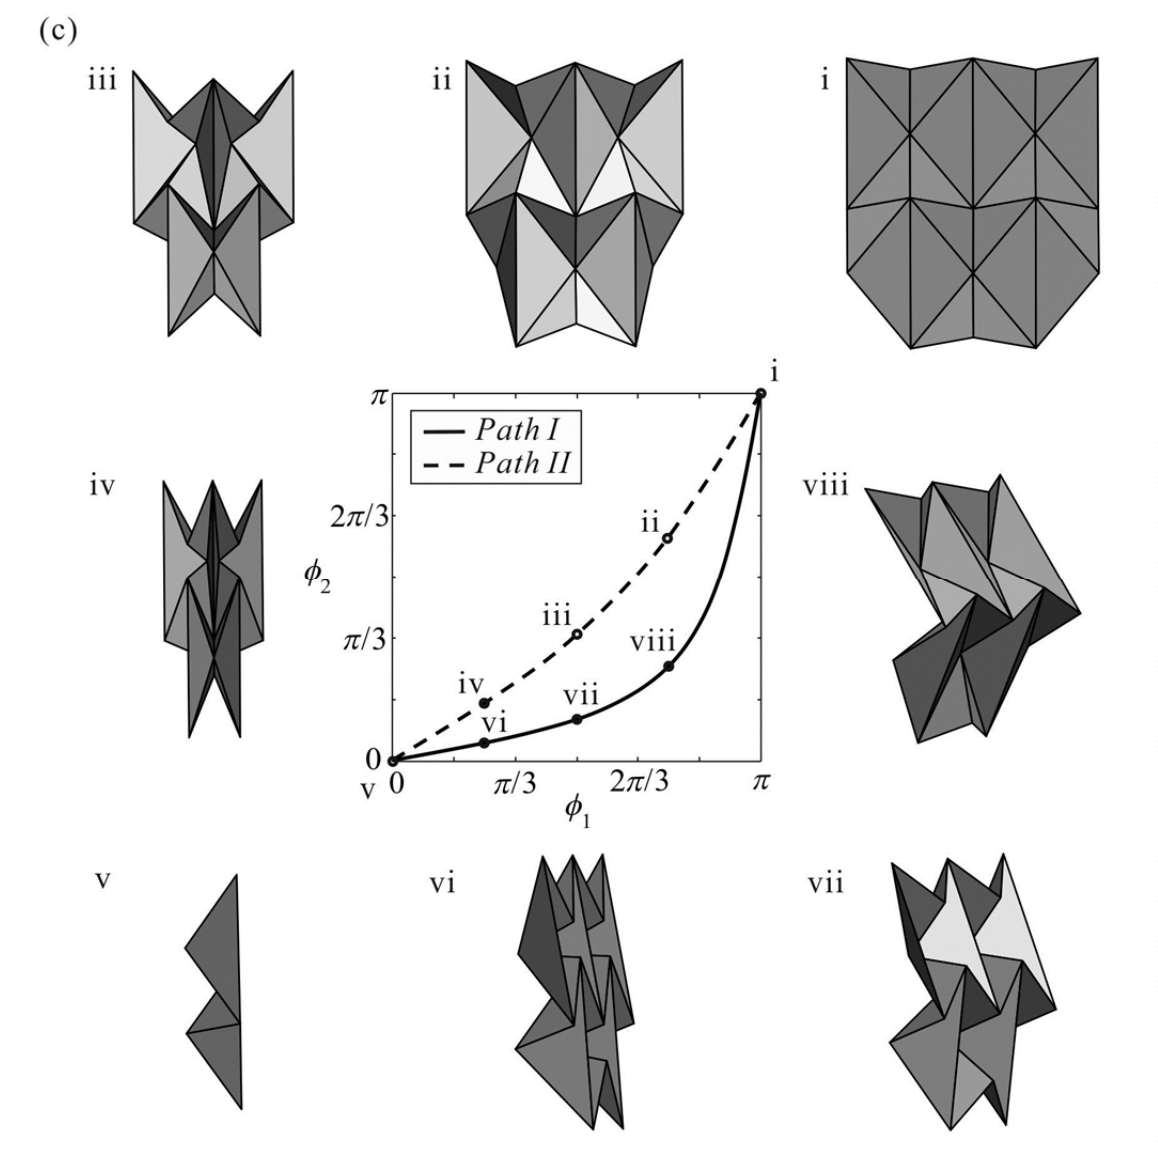 (c)
iii
ii
i
i
π
Path I
Path II
iv
viii
2π/3
ii
ϕ2
iii
π/3
viii
iv
vii
vi
0
v 0 π/3 2π/3 π
ϕ1
v
vi
vii